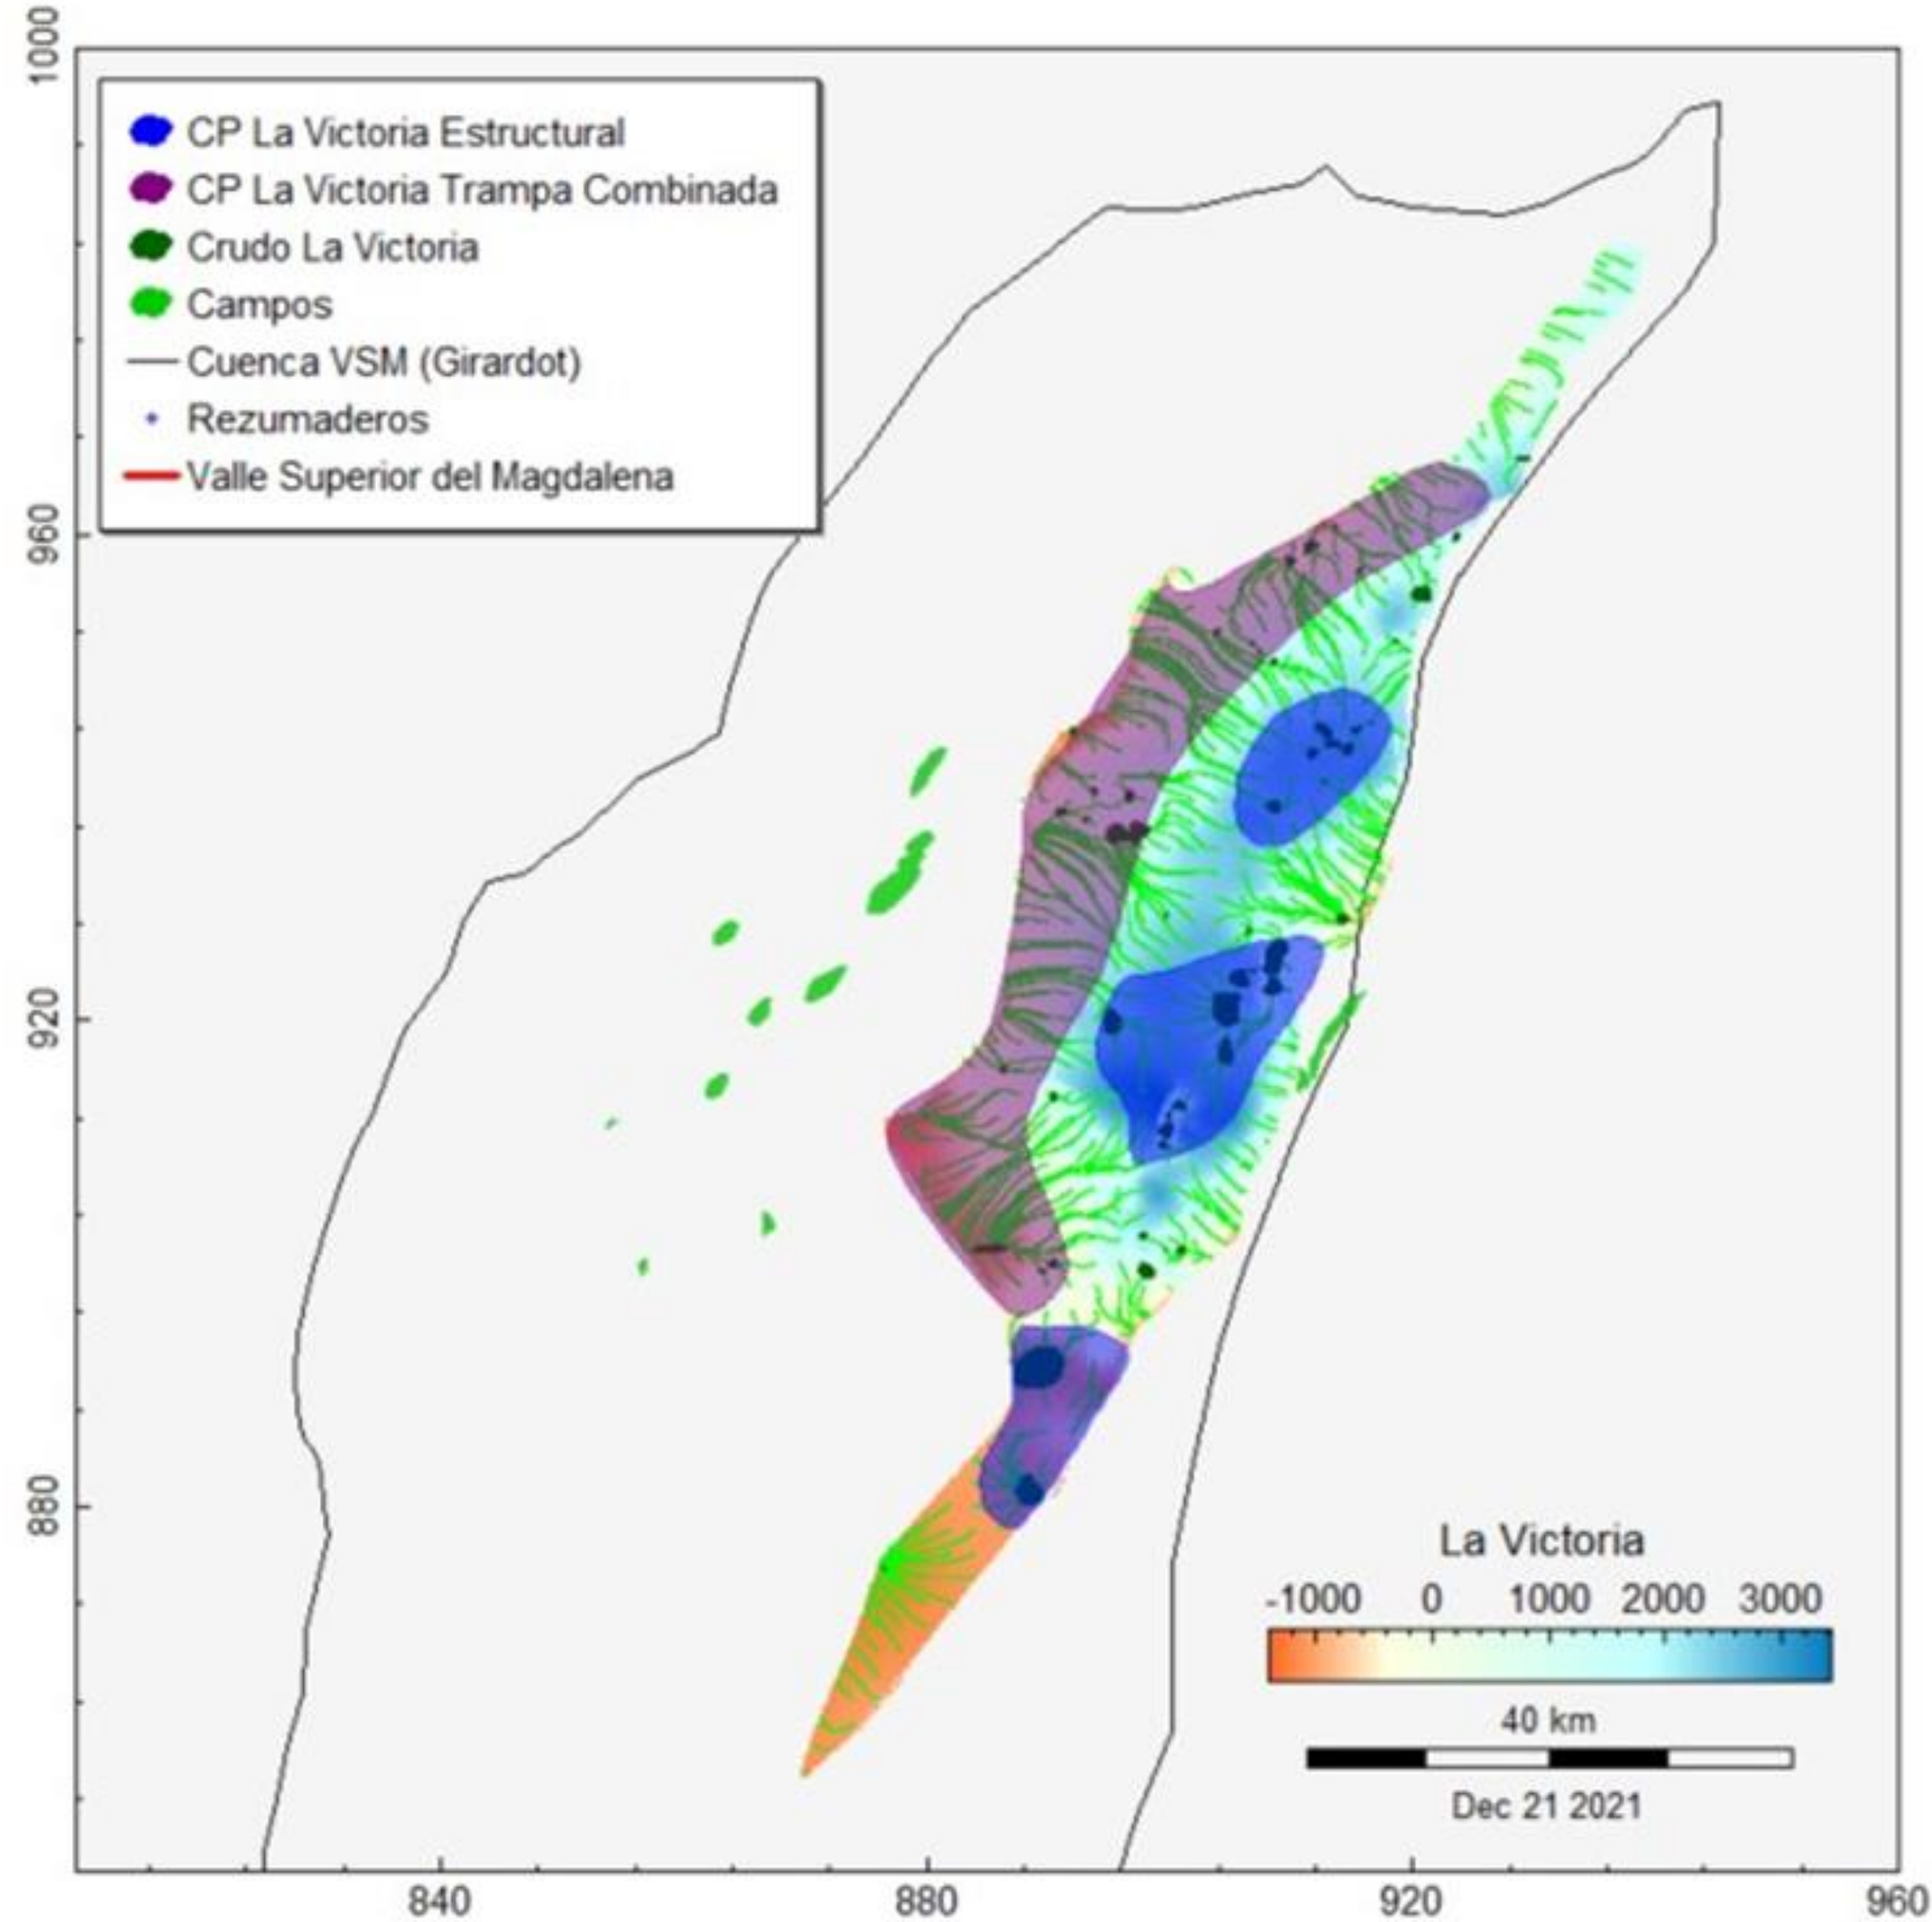 1000
CP La Victoria Estructural
CP La Victoria Trampa Combinada
Crudo La Victoria
Campos
Cuenca VSM (Girardot)
Rezumaderos
Valle Superior del Magdalena
960
920
880
La Victoria
-1000 0 1000 2000 3000
40 km
Dec 21 2021
840 880 920 960